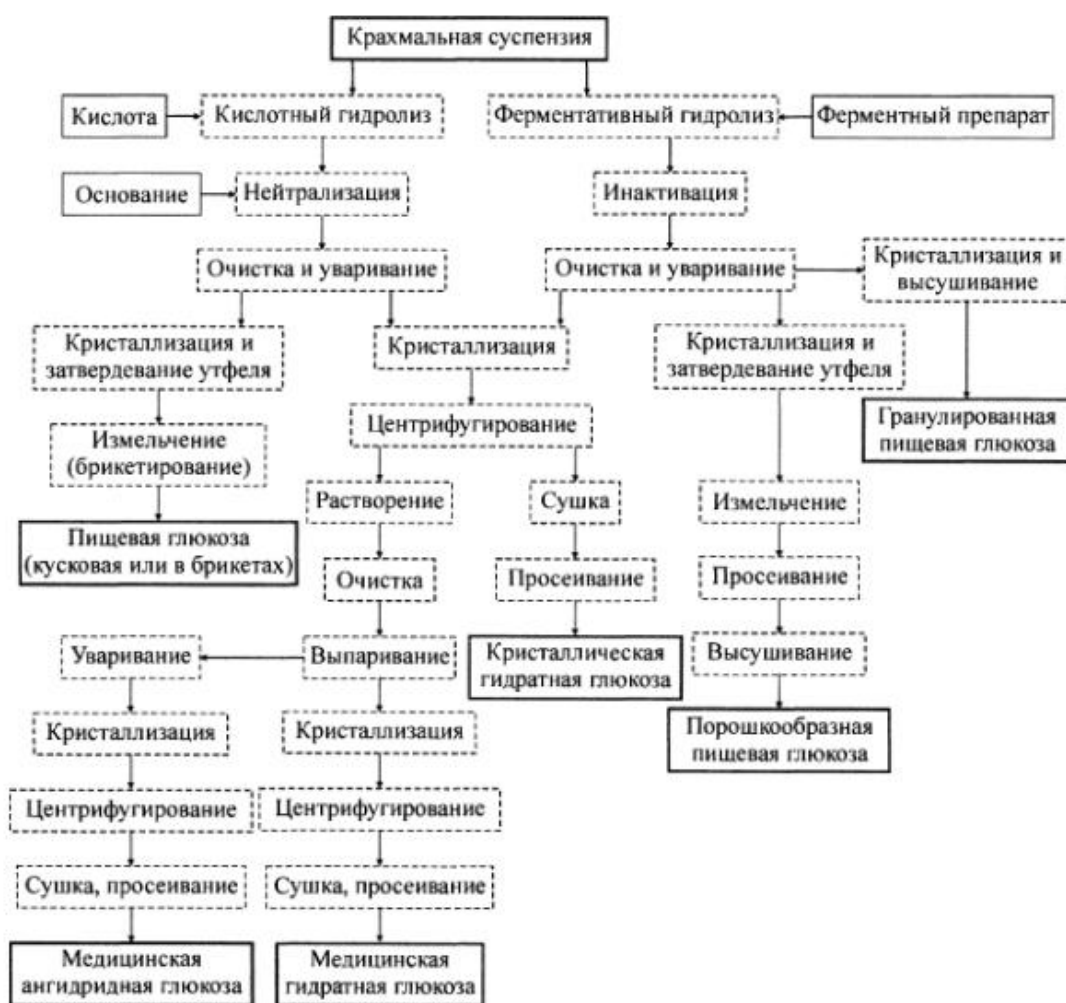 Крахмальная суспензия
Кислота
Кислотный гидролиз
Ферментативный гидролиз
Ферментный препарат
Основание
Нейтрализация
Инактивация
Очистка и уваривание
Очистка и уваривание
Кристаллизация и
высушивание
Кристаллизация и
затвердевание утфеля
Кристаллизация
Кристаллизация и
затвердевание утфеля
Гранулированная
пищевая глюкоза
Центрифугирование
Измельчение
(брикетирование)
Растворение
Сушка
Измельчение
Пищевая глюкоза
(кусковая или в брикетах)
Очистка
Просеивание
Просеивание
Уваривание
Выпаривание
Кристаллическая
гидратная глюкоза
Высушивание
Кристаллизация
Кристаллизация
Порошкообразная
пищевая глюкоза
Центрифугирование
Центрифугирование
Сушка, просеивание
Сушка, просеивание
Медицинская
ангидридная глюкоза
Медицинская
гидратная глюкоза